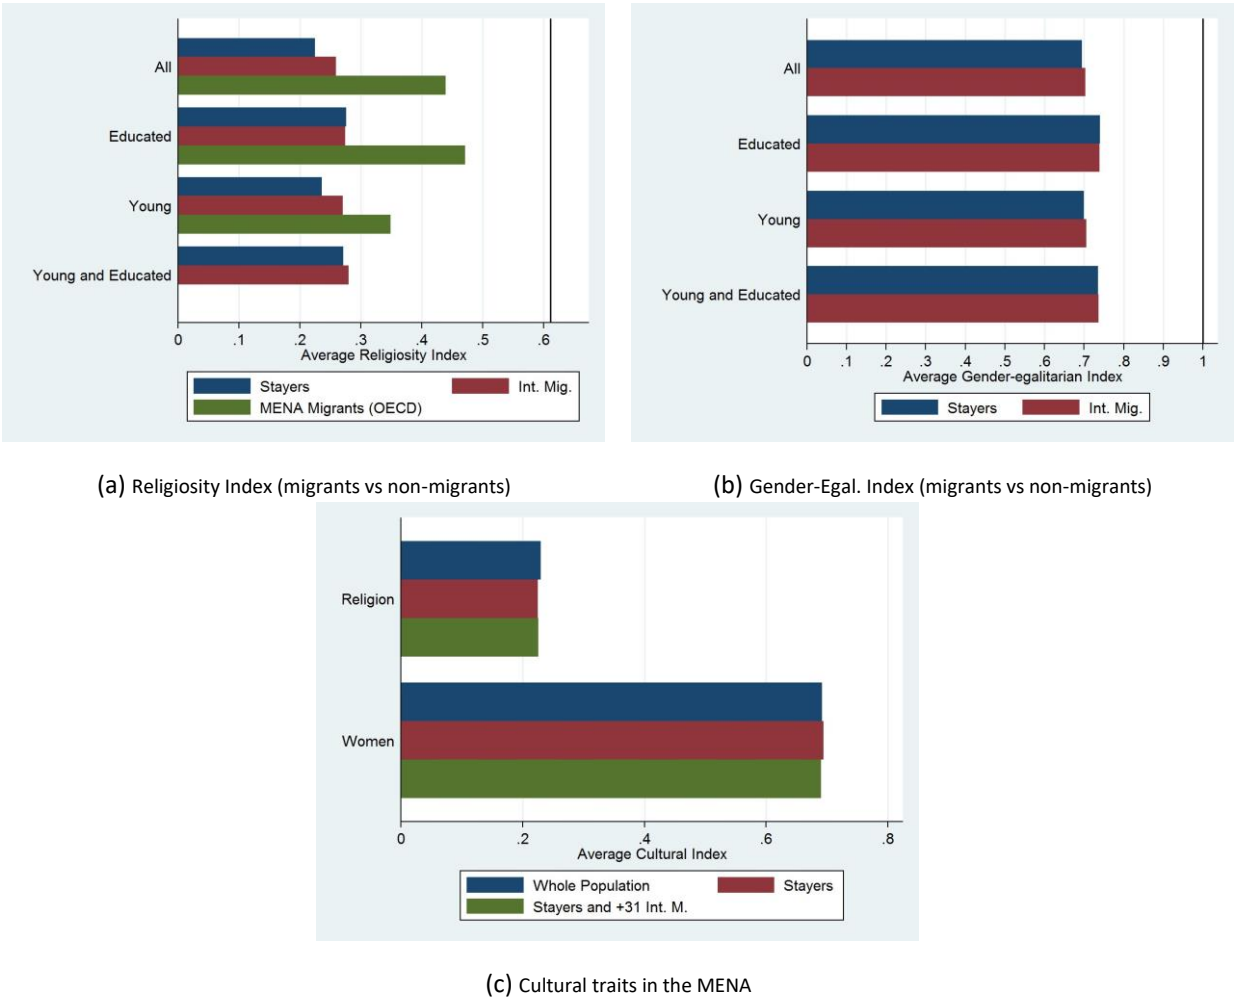 All
Educated
Young
Young and Educated
0 .1 .2 .3 .4 .5 .6
Average Religiosity Index
Stayers Int. Mig.
MENA Migrants (OECD)
(a) Religiosity Index (migrants vs non-migrants)
All
Educated
Young
Young and Educated
0 .1 .2 .3 .4 .5 .6 .7 .8 .9 1
Average Gender-egalitarian Index
Stayers Int. Mig.
(b) Gender-Egal. Index (migrants vs non-migrants)
Religion
Women
0 .2 .4 .6 .8
Average Cultural Index
Whole Population Stayers
Stayers and +31 Int. M.
(c) Cultural traits in the MENA